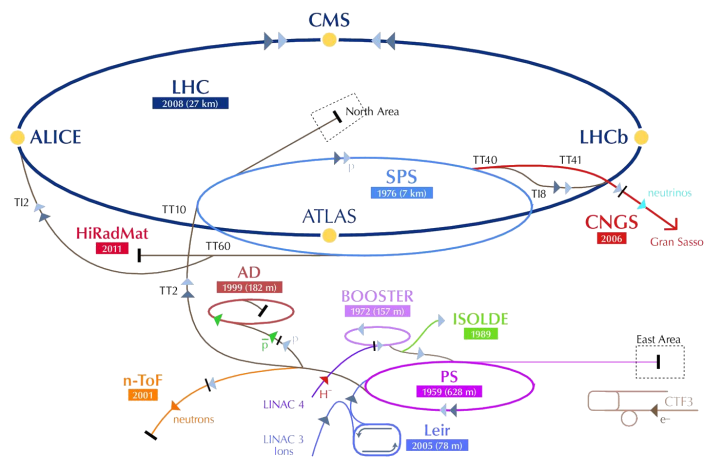 CMS
LHC
2008 (27 km)
North Area
ALICE
LHCb
TT40
TT41
p
SPS
1976 (7 km)
TI8
neutrinos
TI2
TT10
ATLAS
CNGS
2006
Gran Sasso
HiRadMat
2011
TT60
AD
1999 (182 m)
TT2
BOOSTER
1972 (157 m)
ISOLDE
1989
p
p̅
East Area
n-ToF
2001
neutrons
LINAC 4
H⁻
PS
1959 (628 m)
CTF3
e–
LINAC 3
Ions
Leir
2005 (78 m)